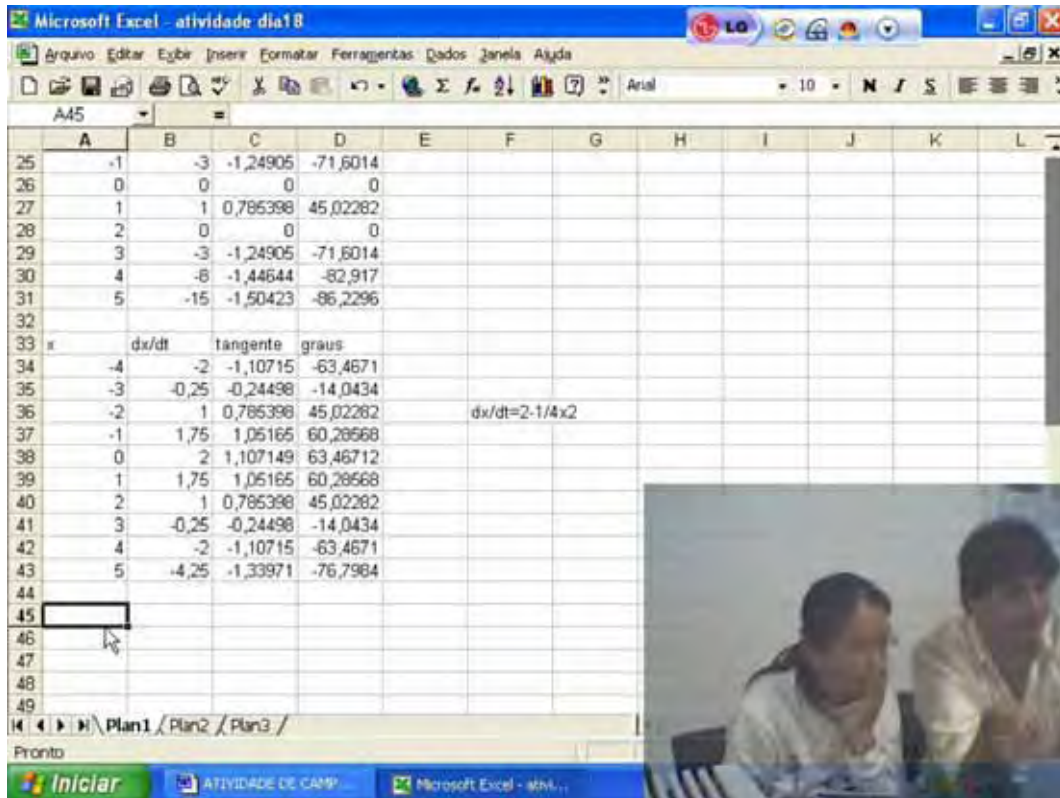 Microsoft Excel - atividade dia18
LG
Arquivo Editar Exibir Inserir Formatar Ferramentas Dados Janela Ajuda
Arial 10 N I S
A45 =
A B C D E F G H I J K L
25 -1 -3 -1,24905 -71,6014
26 0 0 0 0
27 1 1 0,785398 45,02282
28 2 0 0 0
29 3 -3 -1,24905 -71,6014
30 4 -8 -1,44644 -82,917
31 5 -15 -1,50423 -86,2296
32
33 x dx/dt tangente graus
34 -4 -2 -1,10715 -63,4671
35 -3 -0,25 -0,24498 -14,0434
36 -2 1 0,785398 45,02282 dx/dt=2-1/4x2
37 -1 1,75 1,05165 60,28568
38 0 2 1,107149 63,46712
39 1 1,75 1,05165 60,28568
40 2 1 0,785398 45,02282
41 3 -0,25 -0,24498 -14,0434
42 4 -2 -1,10715 -63,4671
43 5 -4,25 -1,33971 -76,7984
44
45
46
47
48
49
Plan1 / Plan2 / Plan3 /
Pronto
Iniciar ATIVIDADE DE CAMP... Microsoft Excel - ativi...